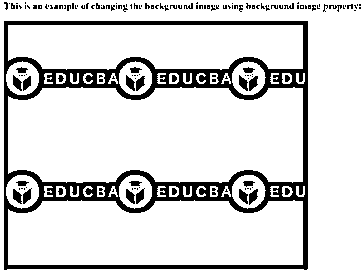 This is an example of changing the background image using background image property:
EDUCBA EDUCBA EDU
EDUCBA EDUCBA EDU